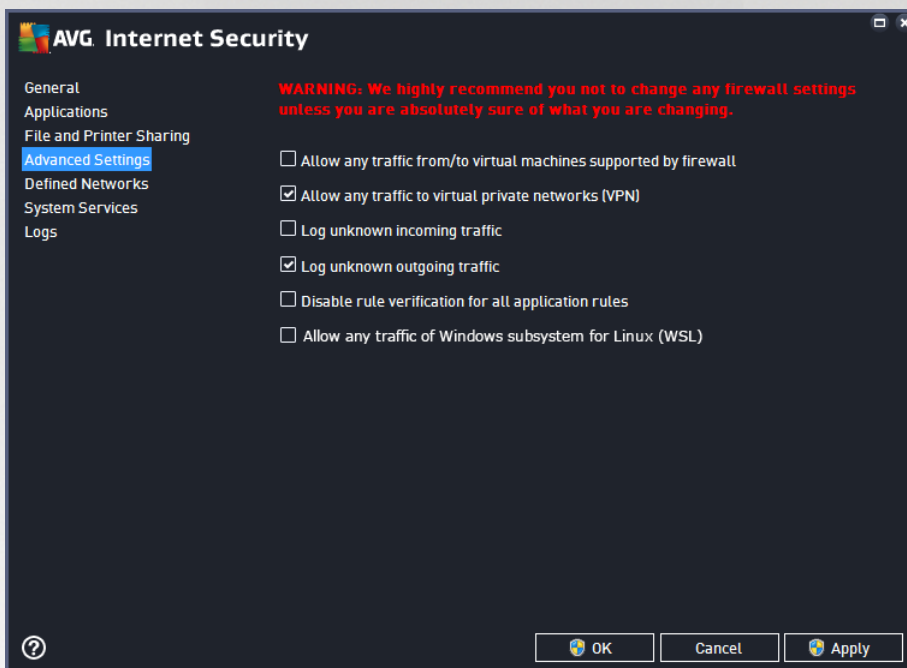 AVG. Internet Security
General
Applications
File and Printer Sharing
Advanced Settings
Defined Networks
System Services
Logs
WARNING: We highly recommend you not to change any firewall settings
unless you are absolutely sure of what you are changing.
Allow any traffic from/to virtual machines supported by firewall
Allow any traffic to virtual private networks (VPN)
Log unknown incoming traffic
Log unknown outgoing traffic
Disable rule verification for all application rules
Allow any traffic of Windows subsystem for Linux (WSL)
? OK Cancel Apply